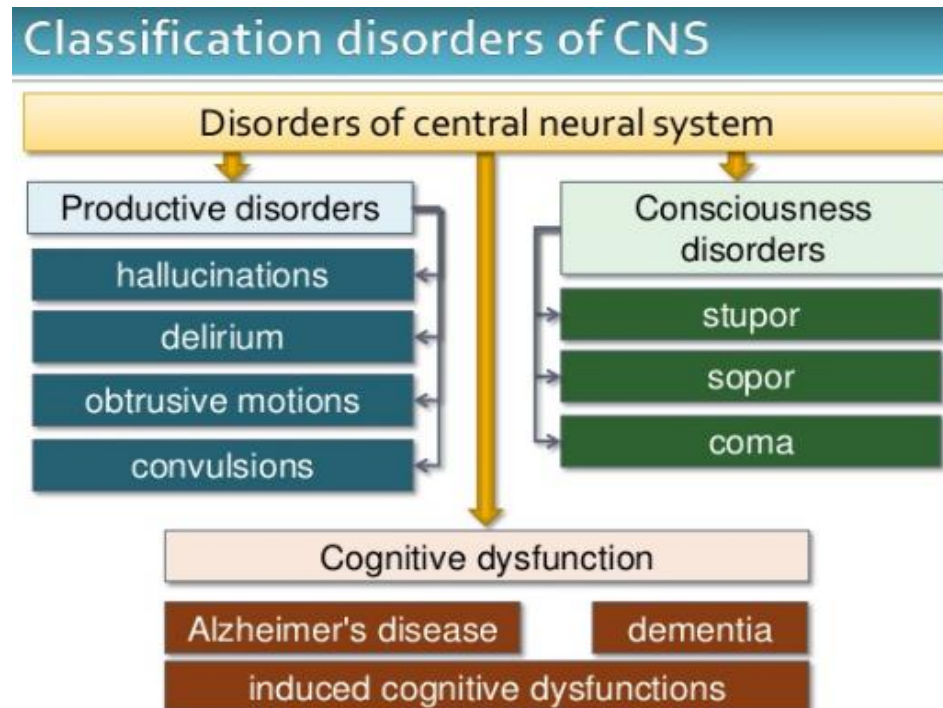 Classification disorders of CNS
Disorders of central neural system
Productive disorders
hallucinations
delirium
obtrusive motions
convulsions
Consciousness
disorders
stupor
sopor
coma
Cognitive dysfunction
Alzheimer's disease
dementia
induced cognitive dysfunctions